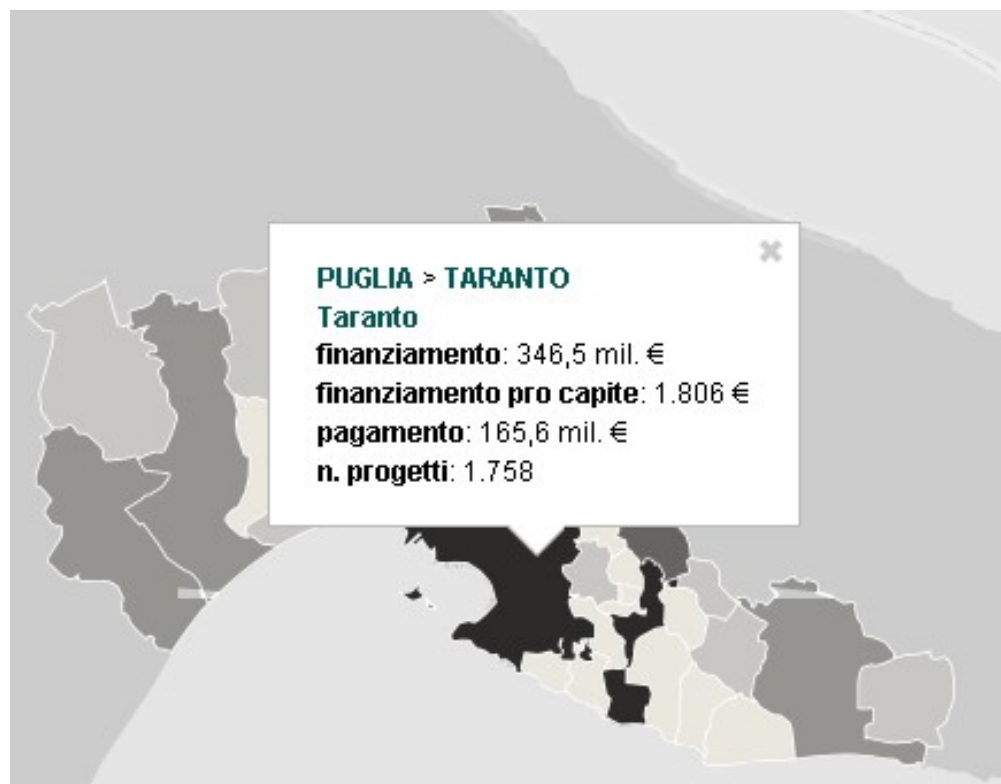 PUGLIA > TARANTO
Taranto
finanziamento: 346,5 mil. €
finanziamento pro capite: 1.806 €
pagamento: 165,6 mil. €
n. progetti: 1.758